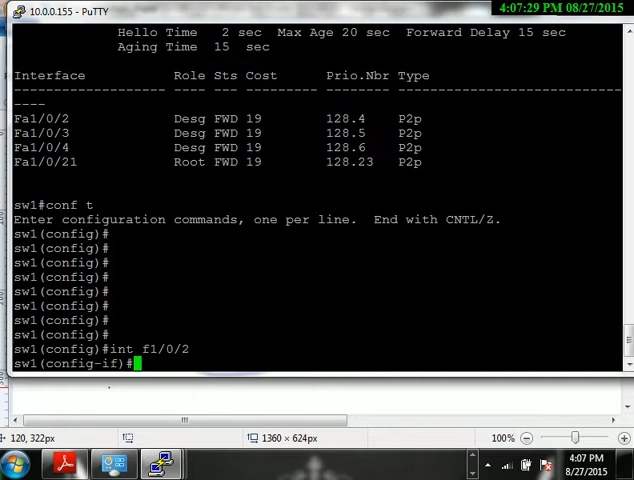 10.0.0.155 - PuTTY
4:07:29 PM 08/27/2015
Hello Time 2 sec Max Age 20 sec Forward Delay 15 sec
Aging Time 15 sec
Interface Role Sts Cost Prio.Nbr Type
------------------- ---- --- --------- -------- ----------------------------
----
Fa1/0/2 Desg FWD 19 128.4 P2p
Fa1/0/3 Desg FWD 19 128.5 P2p
Fa1/0/4 Desg FWD 19 128.6 P2p
Fa1/0/21 Root FWD 19 128.23 P2p
sw1#conf t
Enter configuration commands, one per line. End with CNTL/Z.
sw1(config)#
sw1(config)#
sw1(config)#
sw1(config)#
sw1(config)#
sw1(config)#
sw1(config)#
sw1(config)#
sw1(config)#int f1/0/2
sw1(config-if)#
120, 322px
1360 × 624px
100%
4:07 PM
8/27/2015